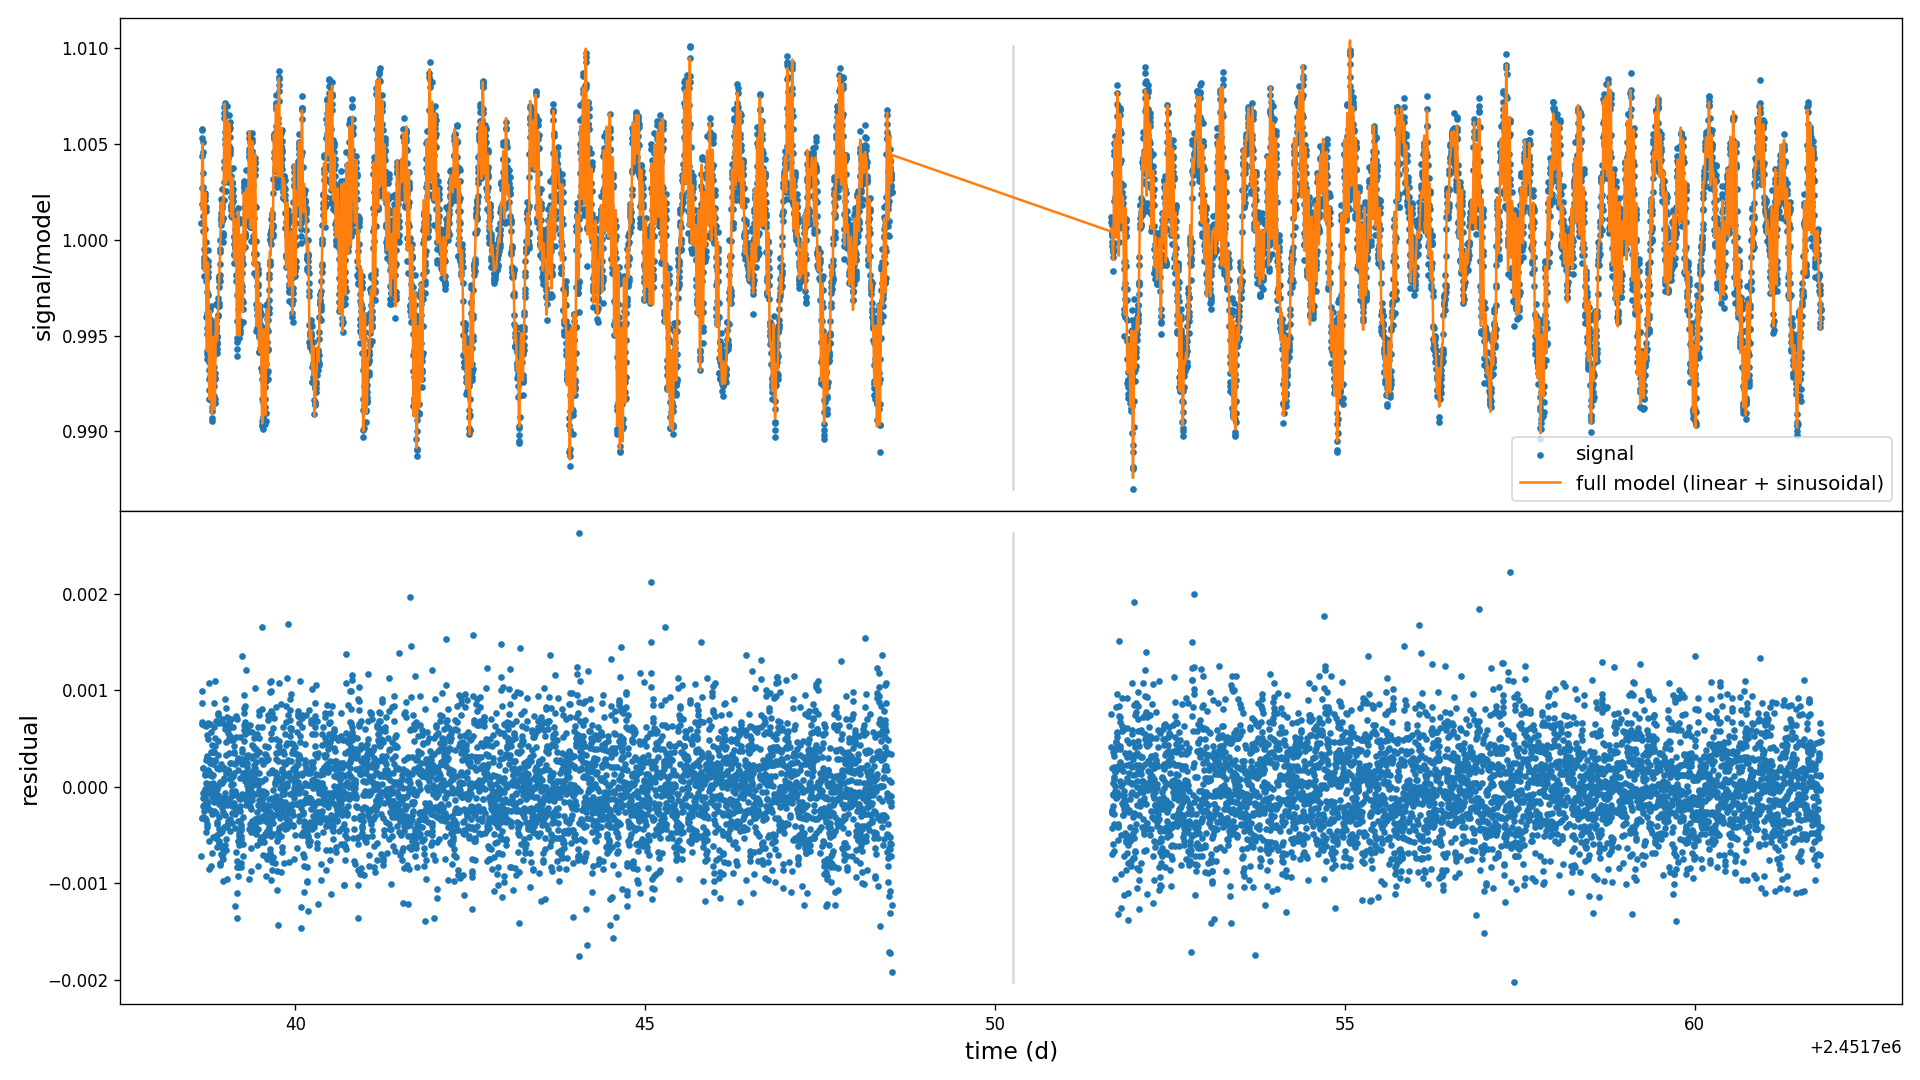 1.010
1.005
1.000
0.995
0.990
signal/model
signal
full model (linear + sinusoidal)
0.002
0.001
0.000
−0.001
−0.002
residual
40
45
50
55
60
time (d)
+2.4517e6